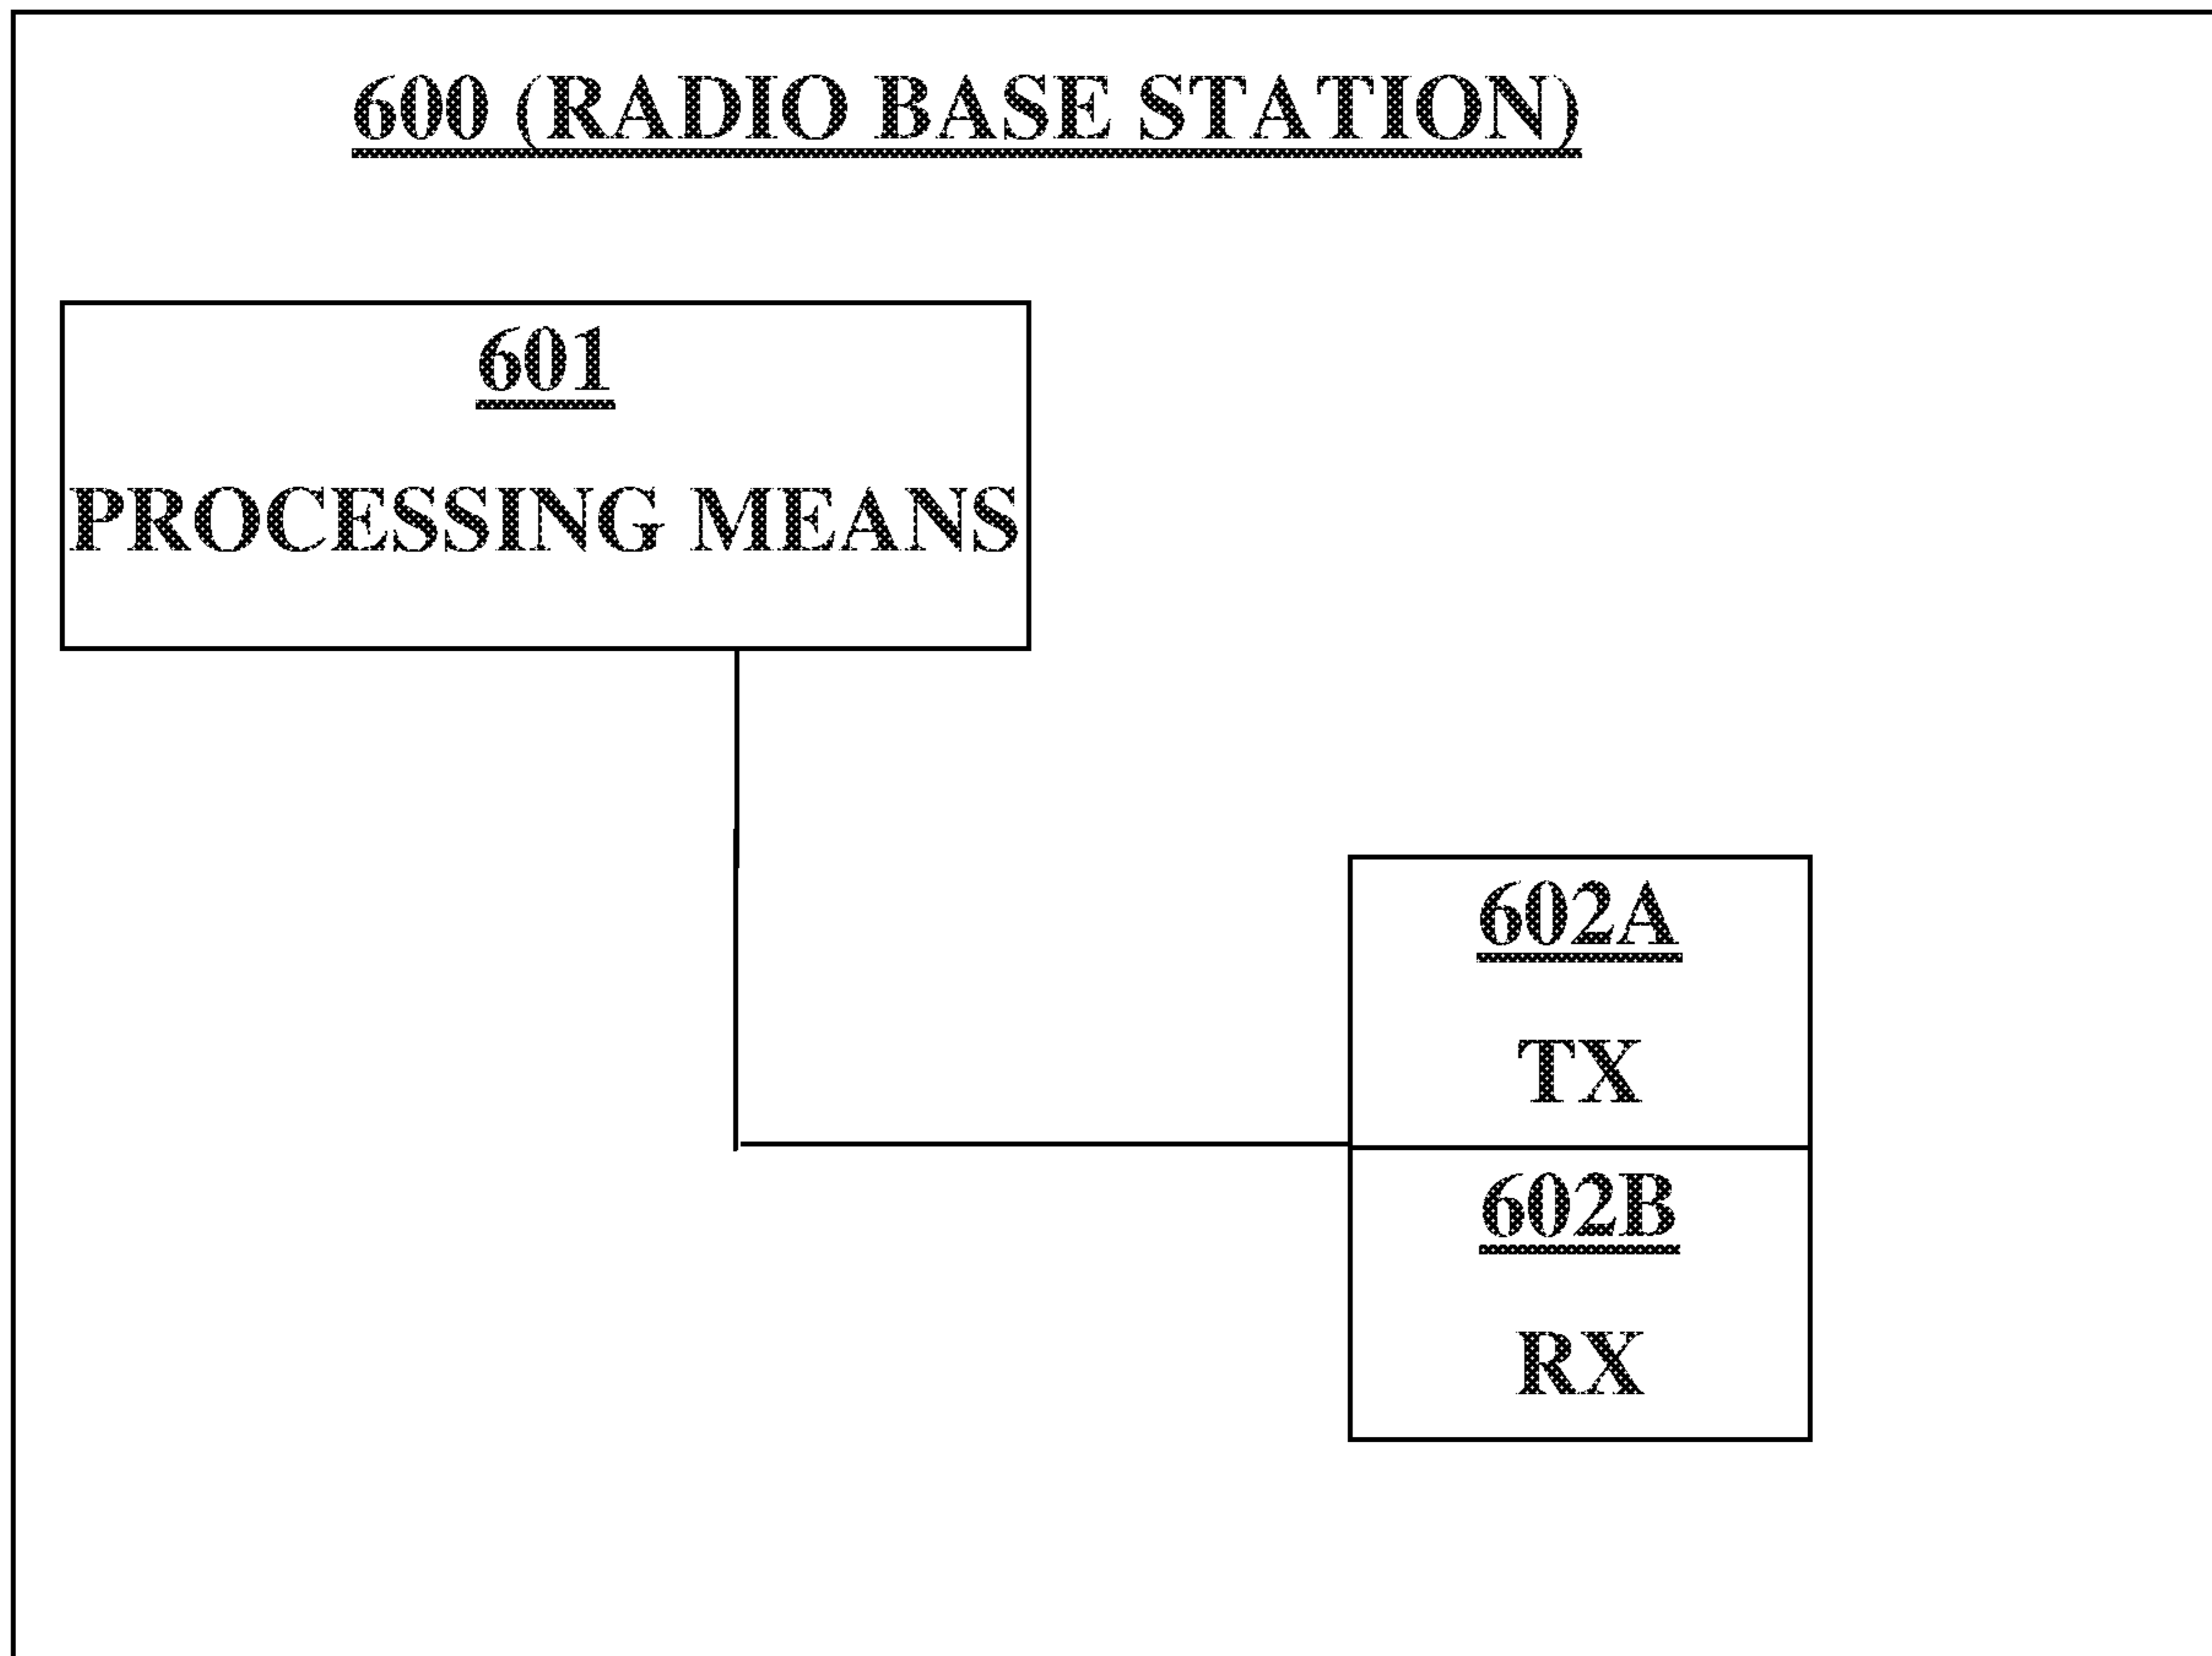 600 (RADIO BASE STATION)
601
PROCESSING MEANS
602A
TX
602B
RX